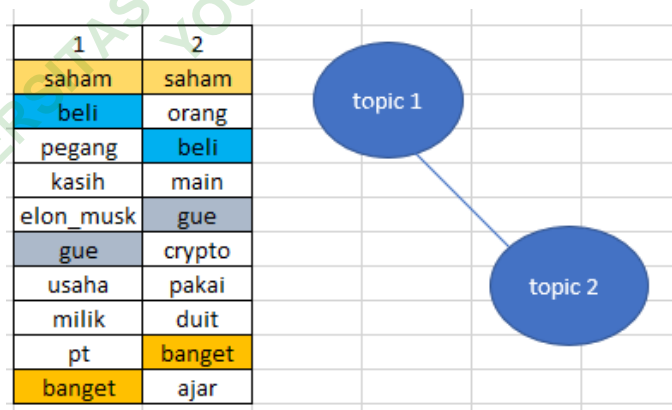 1 2
saham saham
beli orang
pegang beli
kasih main
elon_musk gue
gue crypto
usaha pakai
milik duit
pt banget
banget ajar
topic 1
topic 2